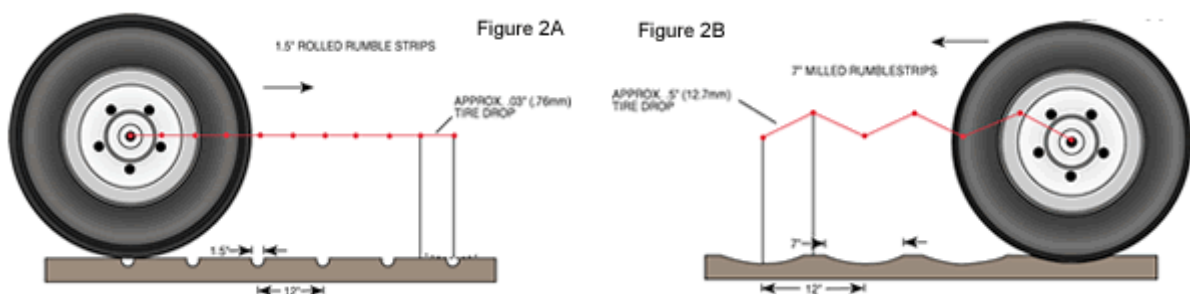 Figure 2A
1.5" ROLLED RUMBLE STRIPS
APPROX. .03" (.76mm)
TIRE DROP
1.5"
12"
Figure 2B
7" MILLED RUMBLESTRIPS
APPROX. .5" (12.7mm)
TIRE DROP
7"
12"